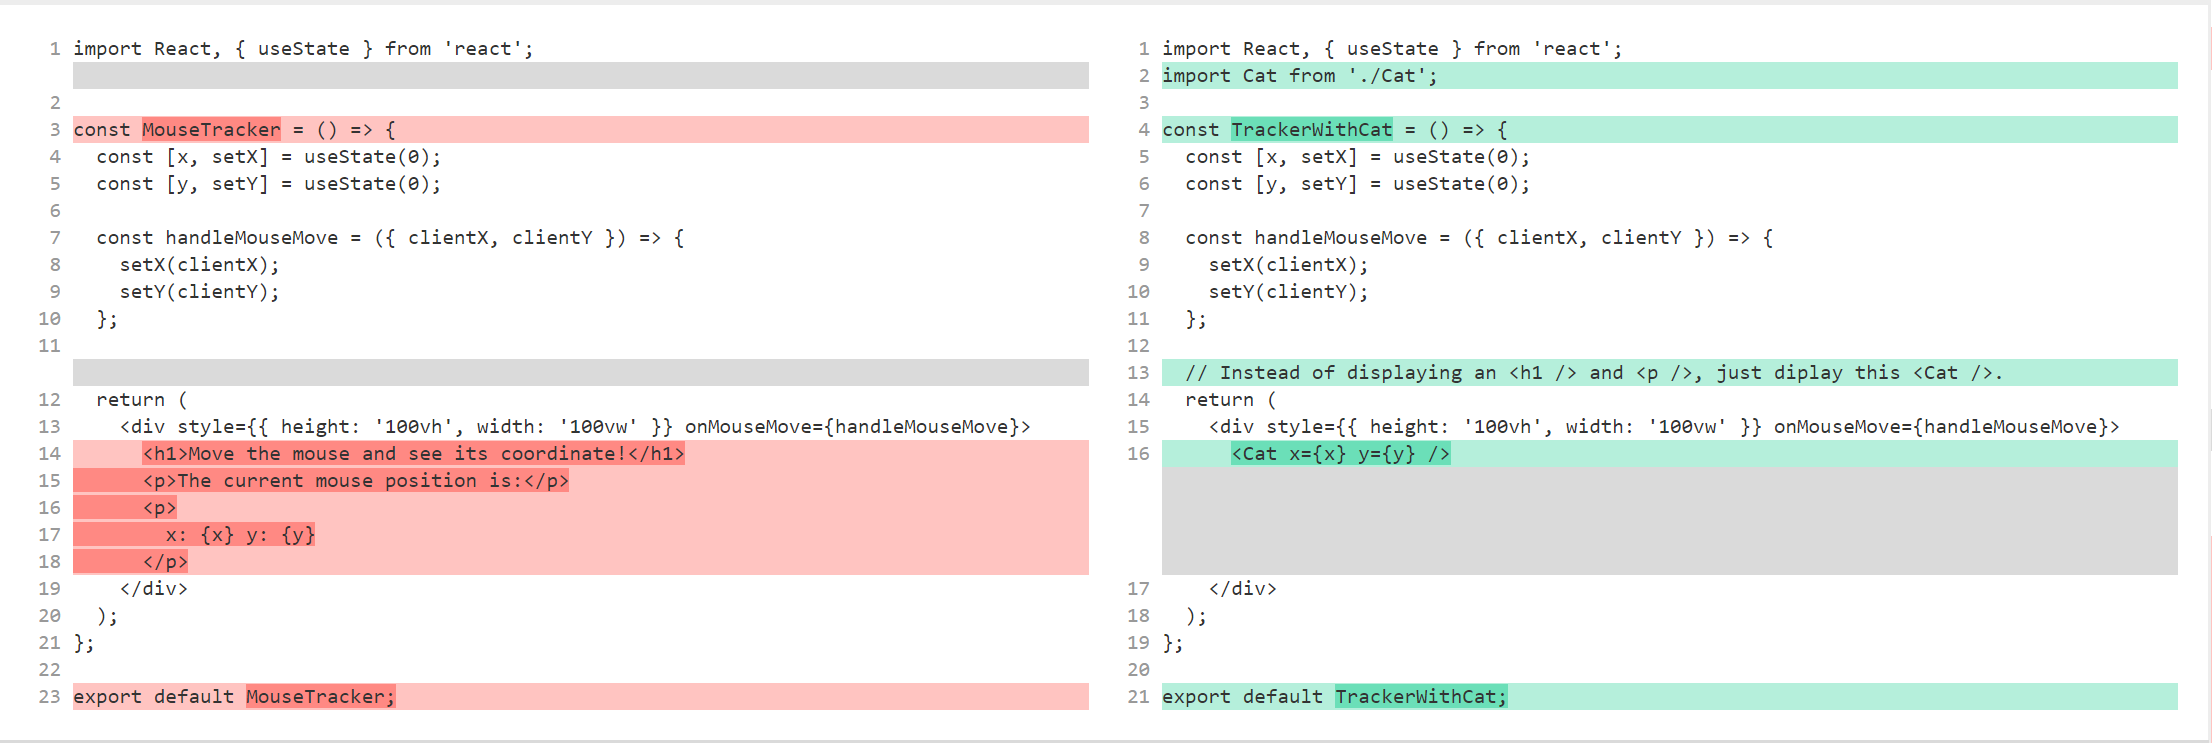 1 import React, { useState } from 'react';
2
3 const MouseTracker = () => {
4   const [x, setX] = useState(0);
5   const [y, setY] = useState(0);
6
7   const handleMouseMove = ({ clientX, clientY }) => {
8     setX(clientX);
9     setY(clientY);
10   };
11
12   return (
13     <div style={{ height: '100vh', width: '100vw' }} onMouseMove={handleMouseMove}>
14       <h1>Move the mouse and see its coordinate!</h1>
15       <p>The current mouse position is:</p>
16       <p>
17         x: {x} y: {y}
18       </p>
19     </div>
20   );
21 };
22
23 export default MouseTracker;
1 import React, { useState } from 'react';
2 import Cat from './Cat';
3
4 const TrackerWithCat = () => {
5   const [x, setX] = useState(0);
6   const [y, setY] = useState(0);
7
8   const handleMouseMove = ({ clientX, clientY }) => {
9     setX(clientX);
10     setY(clientY);
11   };
12
13   // Instead of displaying an <h1 /> and <p />, just diplay this <Cat />.
14   return (
15     <div style={{ height: '100vh', width: '100vw' }} onMouseMove={handleMouseMove}>
16       <Cat x={x} y={y} />
17     </div>
18   );
19 };
20
21 export default TrackerWithCat;